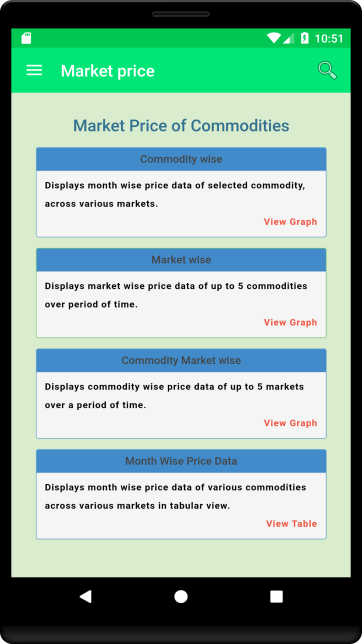 10:51
Market price
Market Price of Commodities
Commodity wise
Displays month wise price data of selected commodity,
across various markets.
View Graph
Market wise
Displays market wise price data of up to 5 commodities
over period of time.
View Graph
Commodity Market wise
Displays commodity wise price data of up to 5 markets
over a period of time.
View Graph
Month Wise Price Data
Displays month wise price data of various commodities
across various markets in tabular view.
View Table